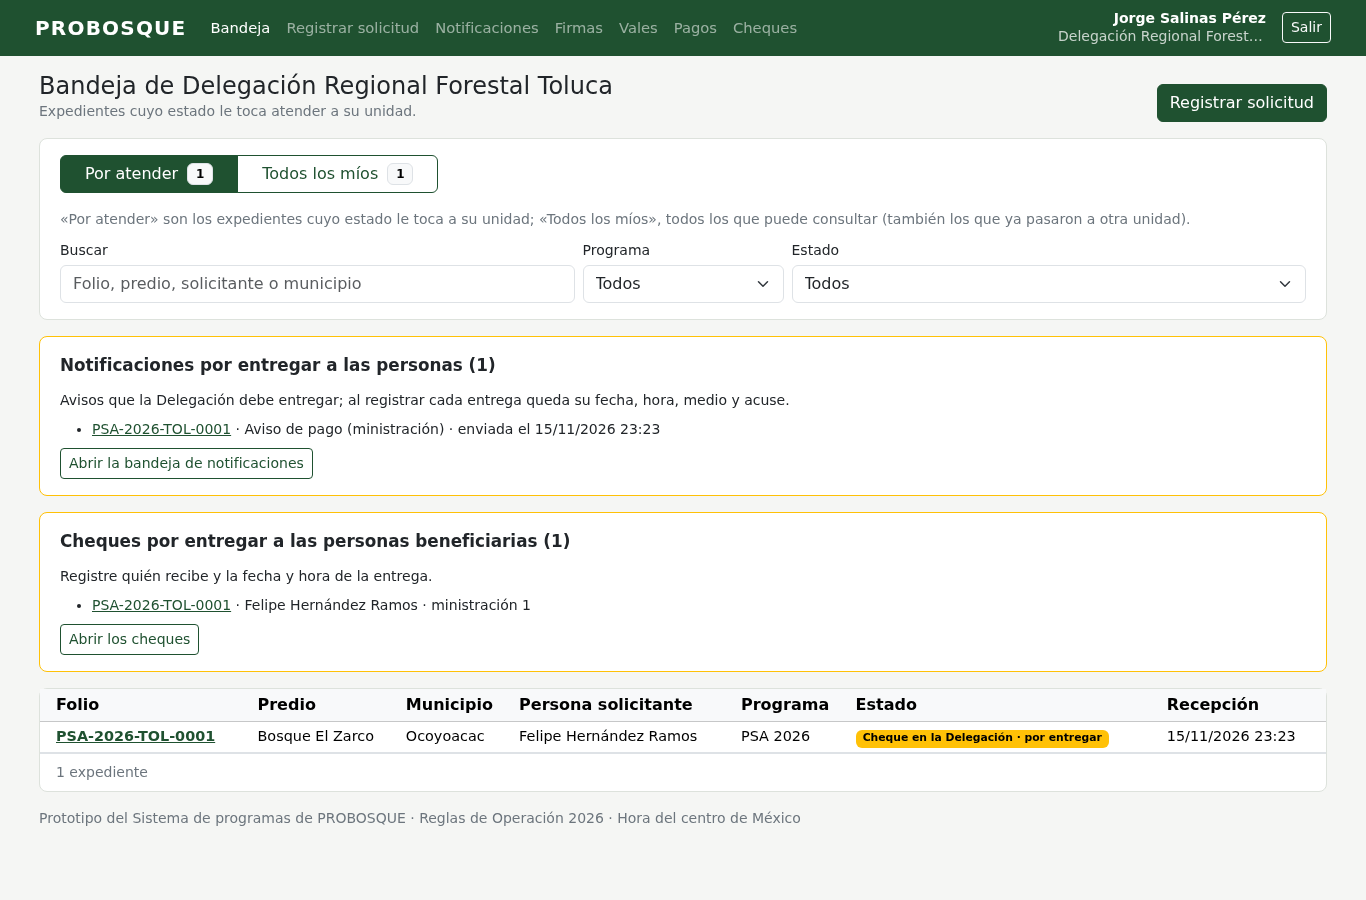 PROBOSQUE Bandeja Registrar solicitud Notificaciones Firmas Vales Pagos Cheques
Jorge Salinas Pérez
Delegación Regional Forest...
Salir
Bandeja de Delegación Regional Forestal Toluca
Expedientes cuyo estado le toca atender a su unidad.
Registrar solicitud
Por atender 1 Todos los míos 1
«Por atender» son los expedientes cuyo estado le toca a su unidad; «Todos los míos», todos los que puede consultar (también los que ya pasaron a otra unidad).
Buscar Programa Estado
Folio, predio, solicitante o municipio Todos Todos
Notificaciones por entregar a las personas (1)
Avisos que la Delegación debe entregar; al registrar cada entrega queda su fecha, hora, medio y acuse.
• PSA-2026-TOL-0001 · Aviso de pago (ministración) · enviada el 15/11/2026 23:23
Abrir la bandeja de notificaciones
Cheques por entregar a las personas beneficiarias (1)
Registre quién recibe y la fecha y hora de la entrega.
• PSA-2026-TOL-0001 · Felipe Hernández Ramos · ministración 1
Abrir los cheques
Folio Predio Municipio Persona solicitante Programa Estado Recepción
PSA-2026-TOL-0001 Bosque El Zarco Ocoyoacac Felipe Hernández Ramos PSA 2026 Cheque en la Delegación · por entregar 15/11/2026 23:23
1 expediente
Prototipo del Sistema de programas de PROBOSQUE · Reglas de Operación 2026 · Hora del centro de México